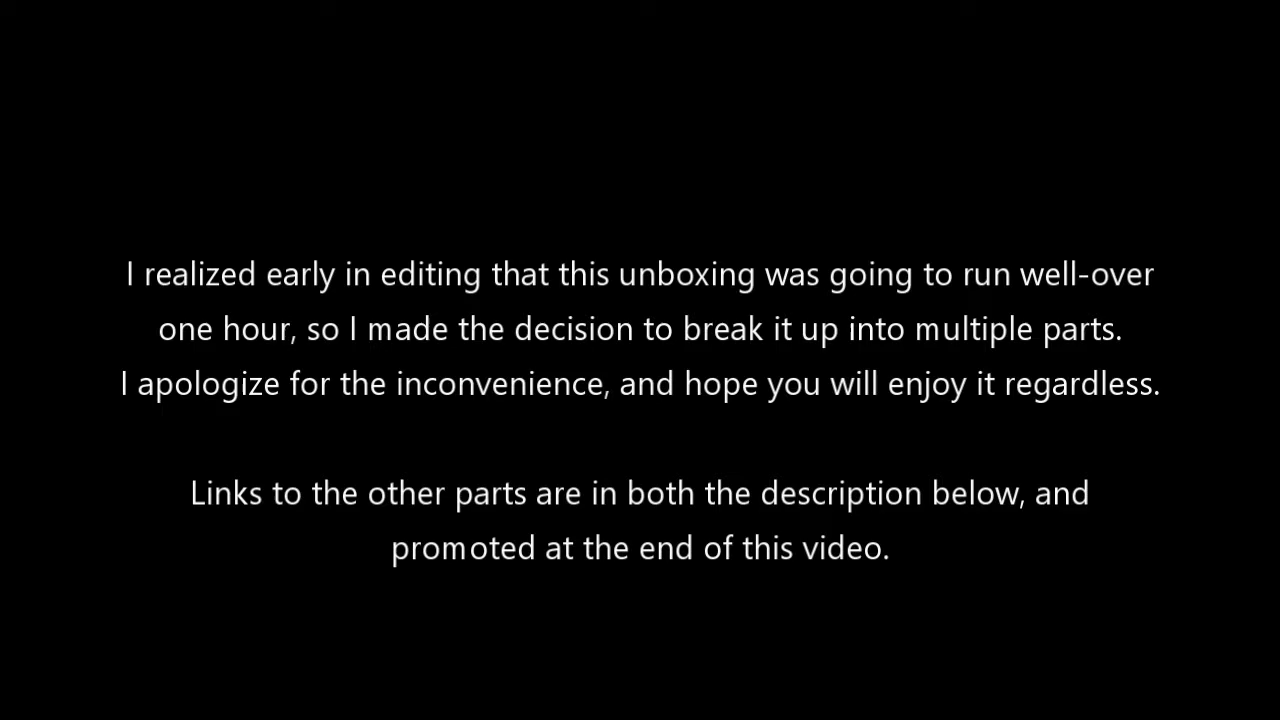 I realized early in editing that this unboxing was going to run well-over
one hour, so I made the decision to break it up into multiple parts.
I apologize for the inconvenience, and hope you will enjoy it regardless.
Links to the other parts are in both the description below, and
promoted at the end of this video.